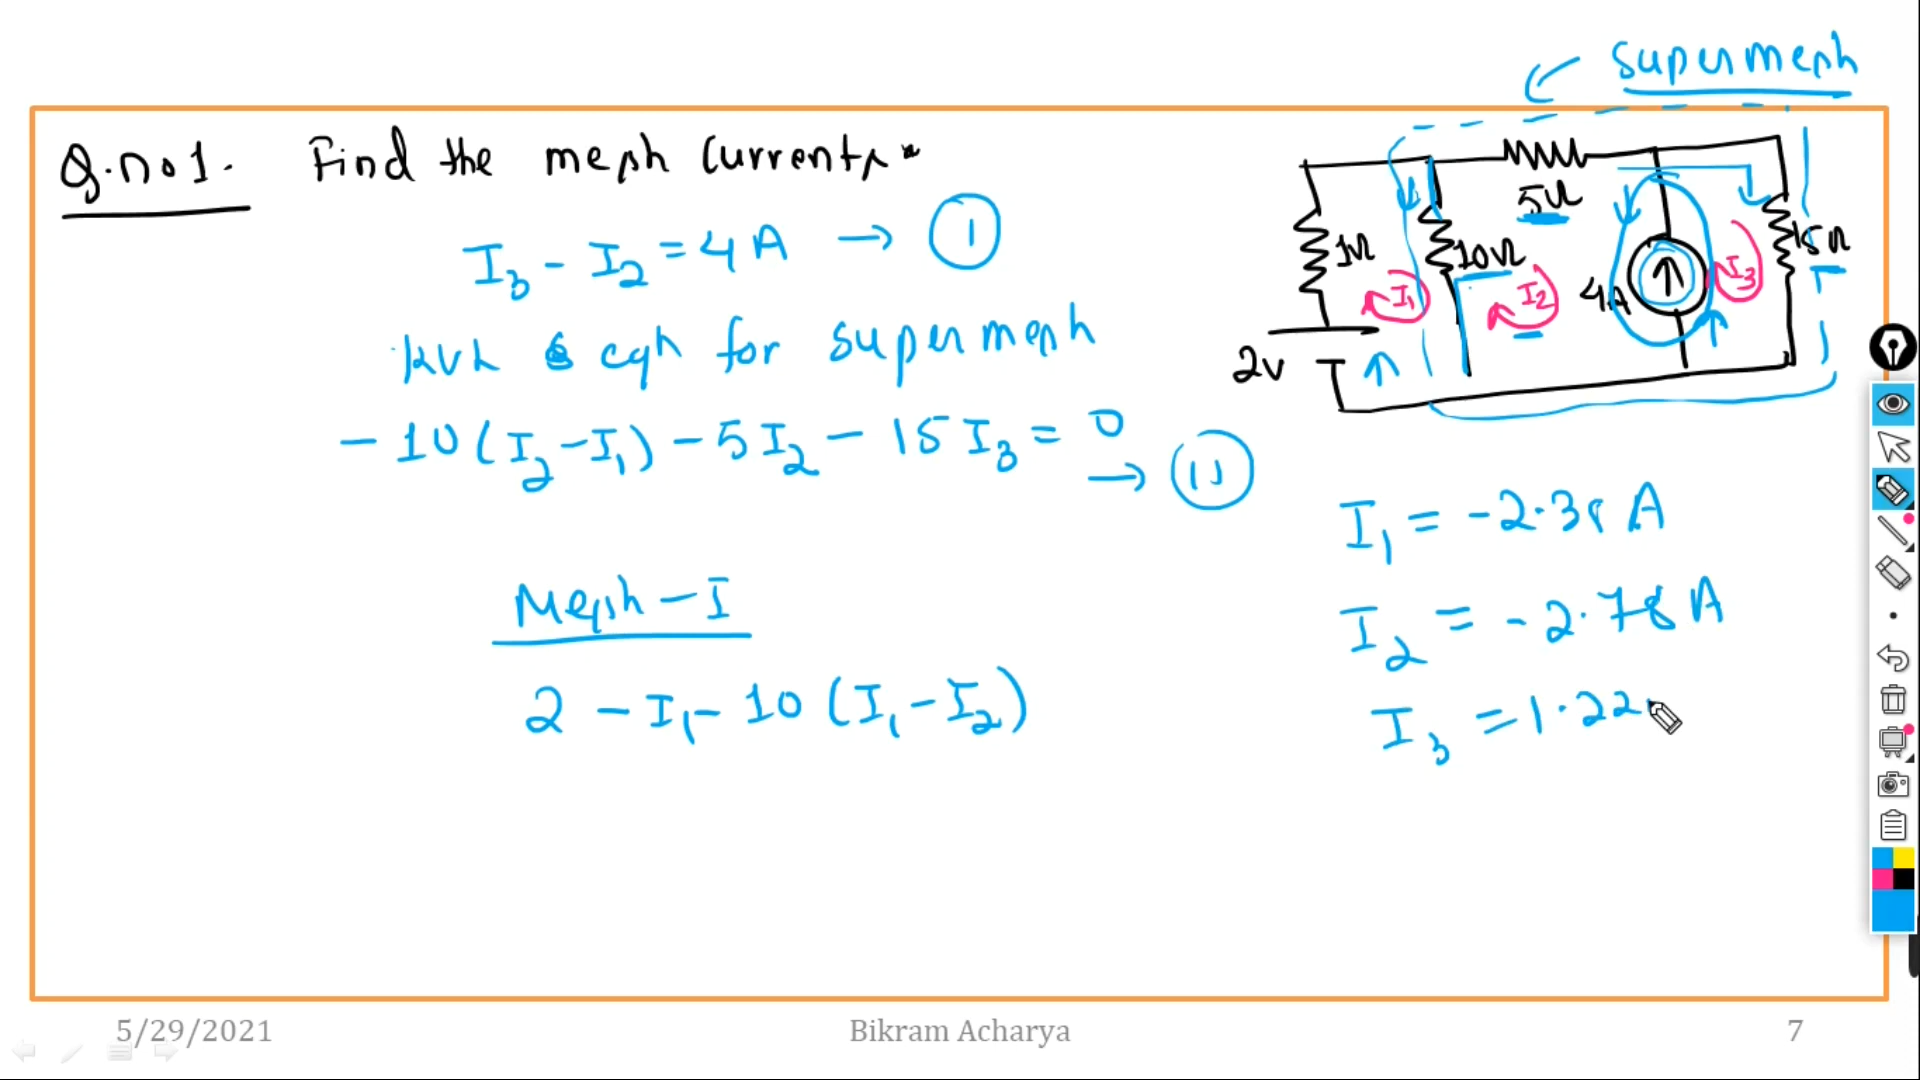 supermesh
Q.no1. Find the mesh currents.
I3 - I2 = 4A → 1
KVL eqn for supermesh
-10(I2-I1) - 5I2 - 15I3 = 0
→ 11
Mesh - I
2 - I1 - 10(I1 - I2)
5Ω
1Ω
10Ω
15Ω
I1
I2
I3
4A
2v
I1 = -2.38 A
I2 = -2.78 A
I3 = 1.22
5/29/2021
Bikram Acharya
7